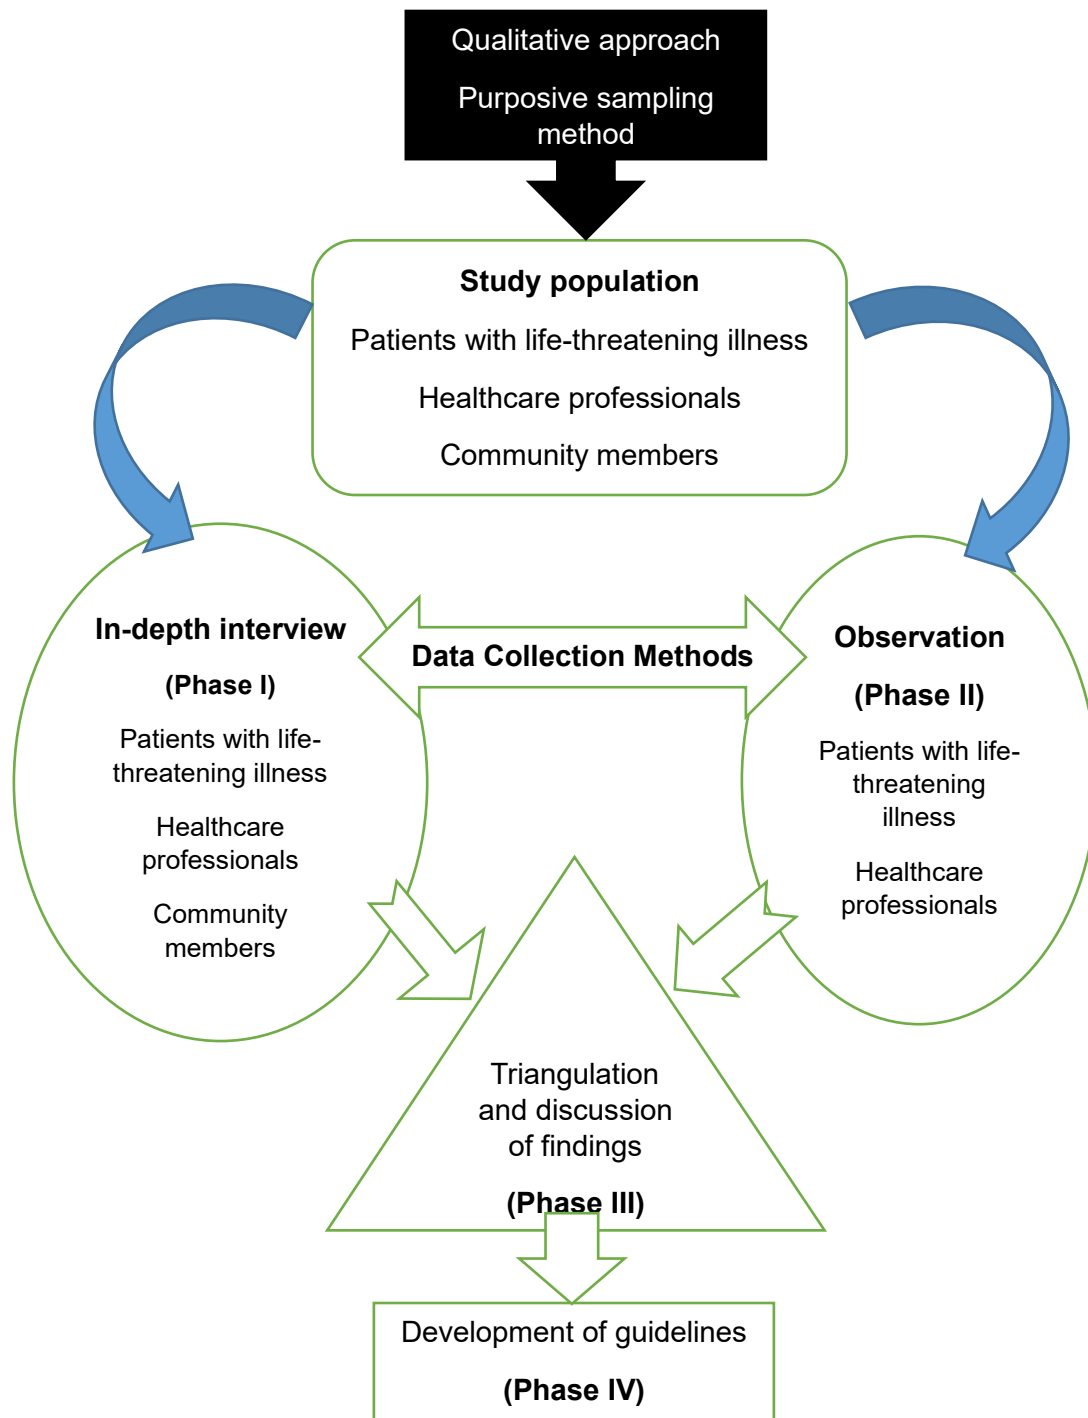 Qualitative approach
Purposive sampling
method
Study population
Patients with life-threatening illness
Healthcare professionals
Community members
In-depth interview
(Phase I)
Patients with life-
threatening illness
Healthcare
professionals
Community
members
Data Collection Methods
Observation
(Phase II)
Patients with life-
threatening
illness
Healthcare
professionals
Triangulation
and discussion
of findings
(Phase III)
Development of guidelines
(Phase IV)